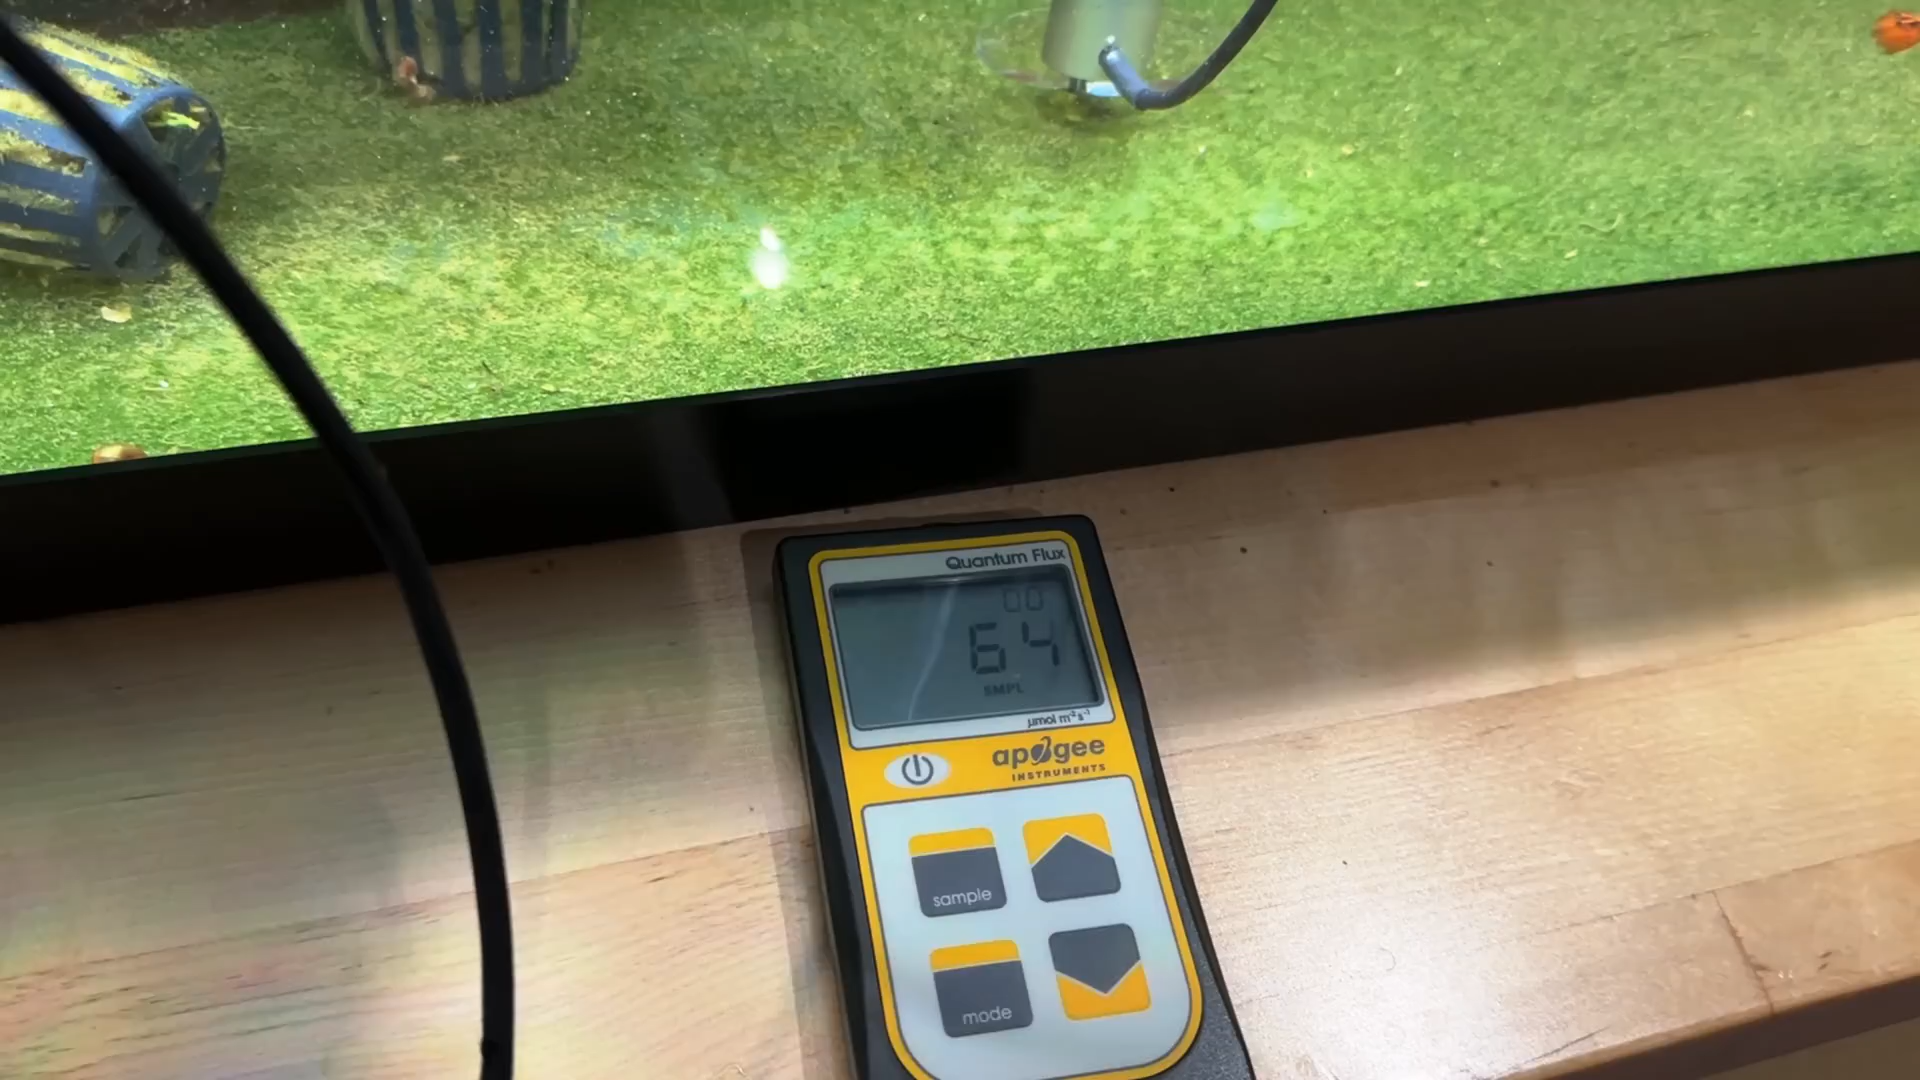 Quantum Flux
00
64
SMPL
µmol m⁻² s⁻¹
apogee
INSTRUMENTS
sample
mode